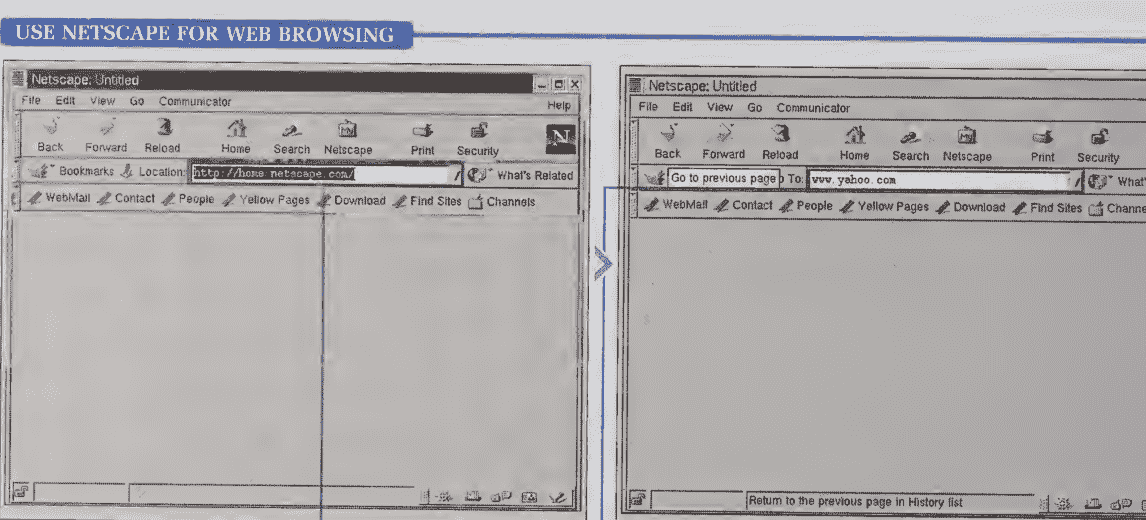 USE NETSCAPE FOR WEB BROWSING
Netscape: Untitled
File Edit View Go Communicator Help
Back Forward Reload Home Search Netscape Print Security
N
Bookmarks Location: http://home.netscape.com/ What's Related
WebMail Contact People Yellow Pages Download Find Sites Channels
Netscape: Untitled
File Edit View Go Communicator
Back Forward Reload Home Search Netscape Print Security
Go to previous page To: www.yahoo.com What'
WebMail Contact People Yellow Pages Download Find Sites Channe
Return to the previous page in History list